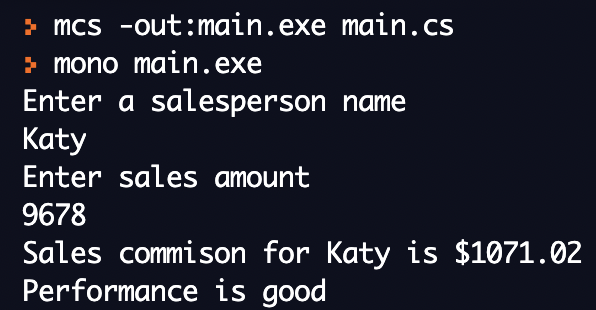 > mcs -out:main.exe main.cs
> mono main.exe
Enter a salesperson name
Katy
Enter sales amount
9678
Sales commison for Katy is $1071.02
Performance is good